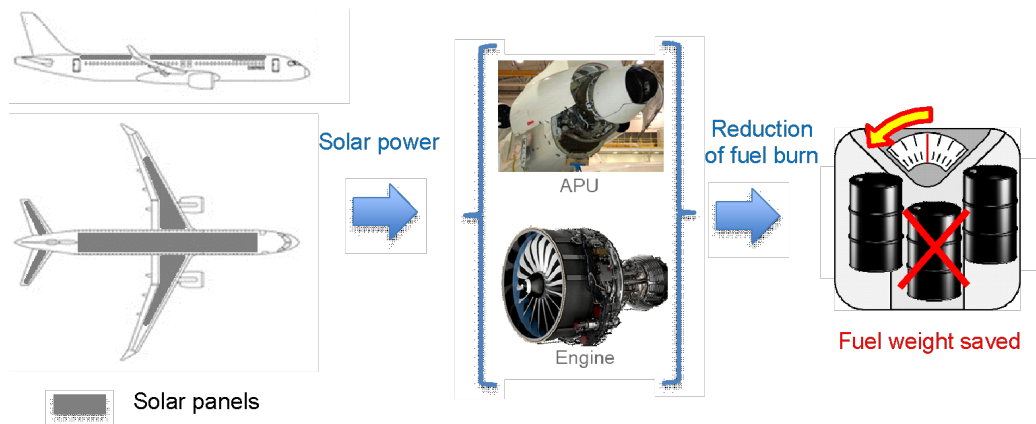 Solar power
APU
Engine
Reduction
of fuel burn
Fuel weight saved
Solar panels